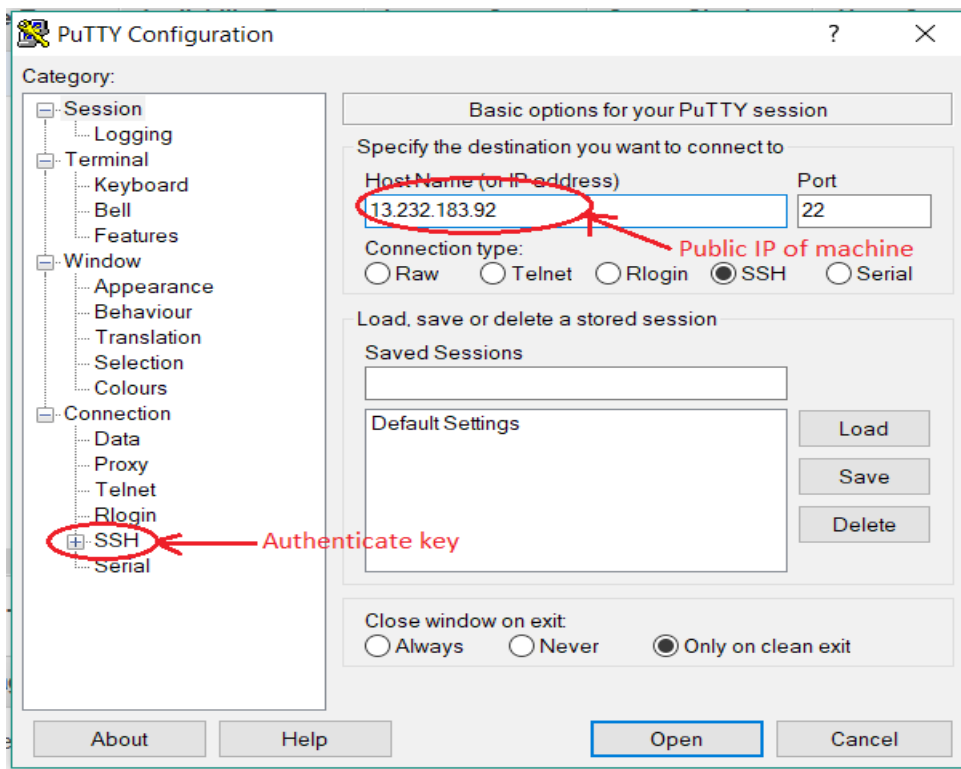 PuTTY Configuration
?
Category:
Session
Logging
Terminal
Keyboard
Bell
Features
Window
Appearance
Behaviour
Translation
Selection
Colours
Connection
Data
Proxy
Telnet
Rlogin
SSH
Serial
Authenticate key
Basic options for your PuTTY session
Specify the destination you want to connect to
Host Name (or IP address) Port
13.232.183.92 22
Public IP of machine
Connection type:
Raw Telnet Rlogin SSH Serial
Load, save or delete a stored session
Saved Sessions
Default Settings
Load
Save
Delete
Close window on exit:
Always Never Only on clean exit
About Help Open Cancel